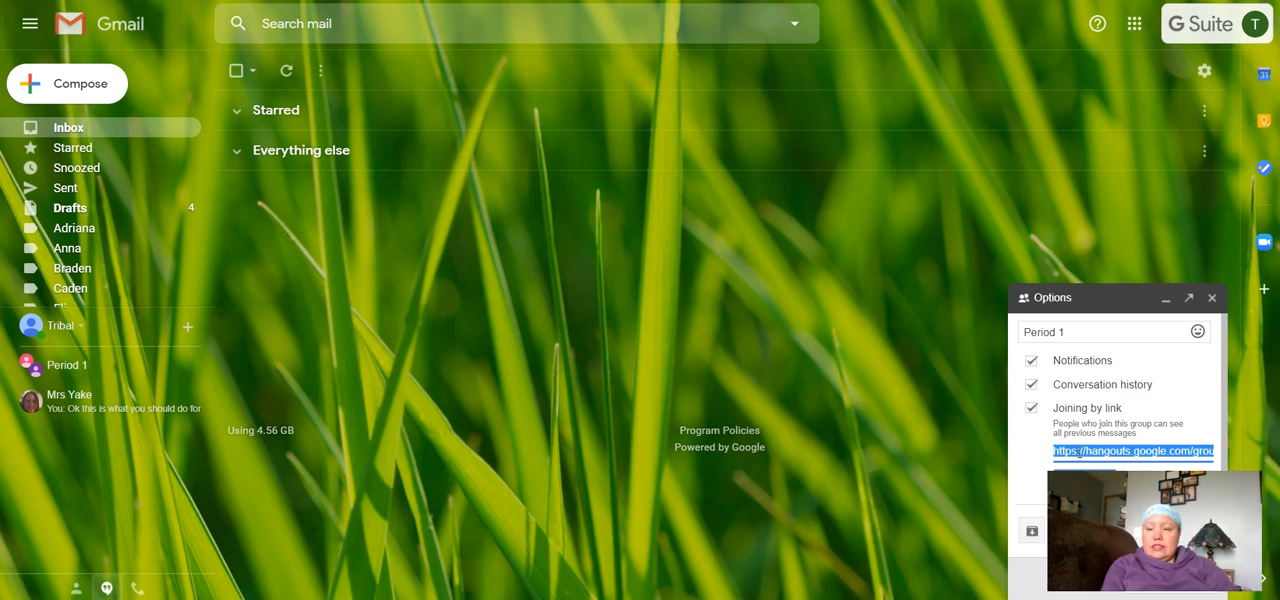 Gmail
Search mail
G Suite
T
Compose
31
Starred
Everything else
Inbox
Starred
Snoozed
Sent
Drafts 4
Adriana
Anna
Braden
Caden
Tribal
Period 1
Mrs Yake
You: Ok this is what you should do for
Using 4.56 GB
Program Policies
Powered by Google
Options
Period 1
Notifications
Conversation history
Joining by link
People who join this group can see
all previous messages
https://hangouts.google.com/grou